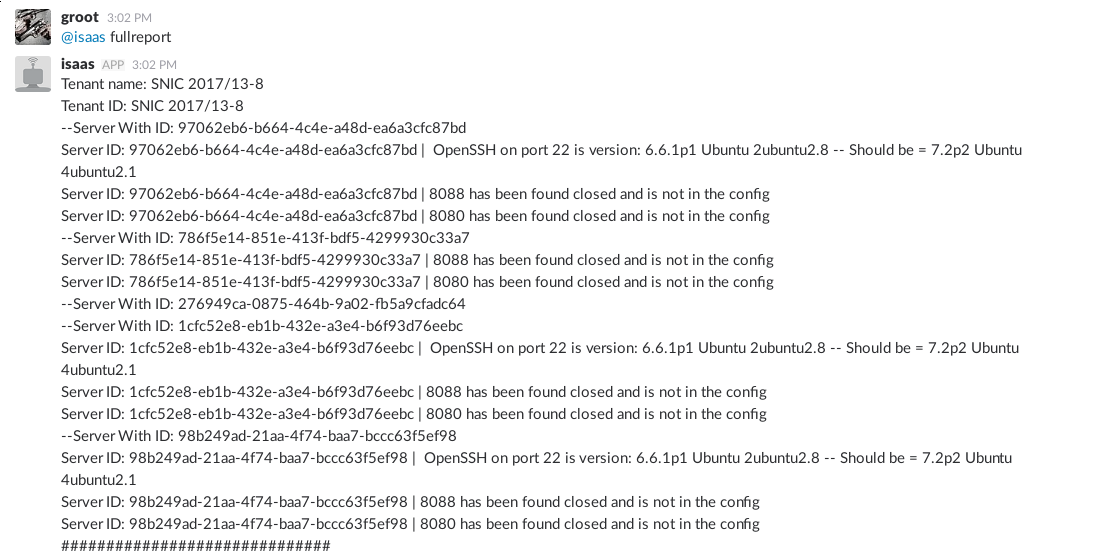 groot 3:02 PM
@isaas fullreport
isaas APP 3:02 PM
Tenant name: SNIC 2017/13-8
Tenant ID: SNIC 2017/13-8
--Server With ID: 97062eb6-b664-4c4e-a48d-ea6a3cfc87bd
Server ID: 97062eb6-b664-4c4e-a48d-ea6a3cfc87bd | OpenSSH on port 22 is version: 6.6.1p1 Ubuntu 2ubuntu2.8 -- Should be = 7.2p2 Ubuntu
4ubuntu2.1
Server ID: 97062eb6-b664-4c4e-a48d-ea6a3cfc87bd | 8088 has been found closed and is not in the config
Server ID: 97062eb6-b664-4c4e-a48d-ea6a3cfc87bd | 8080 has been found closed and is not in the config
--Server With ID: 786f5e14-851e-413f-bdf5-4299930c33a7
Server ID: 786f5e14-851e-413f-bdf5-4299930c33a7 | 8088 has been found closed and is not in the config
Server ID: 786f5e14-851e-413f-bdf5-4299930c33a7 | 8080 has been found closed and is not in the config
--Server With ID: 276949ca-0875-464b-9a02-fb5a9cfadc64
--Server With ID: 1cfc52e8-eb1b-432e-a3e4-b6f93d76eebc
Server ID: 1cfc52e8-eb1b-432e-a3e4-b6f93d76eebc | OpenSSH on port 22 is version: 6.6.1p1 Ubuntu 2ubuntu2.8 -- Should be = 7.2p2 Ubuntu
4ubuntu2.1
Server ID: 1cfc52e8-eb1b-432e-a3e4-b6f93d76eebc | 8088 has been found closed and is not in the config
Server ID: 1cfc52e8-eb1b-432e-a3e4-b6f93d76eebc | 8080 has been found closed and is not in the config
--Server With ID: 98b249ad-21aa-4f74-baa7-bccc63f5ef98
Server ID: 98b249ad-21aa-4f74-baa7-bccc63f5ef98 | OpenSSH on port 22 is version: 6.6.1p1 Ubuntu 2ubuntu2.8 -- Should be = 7.2p2 Ubuntu
4ubuntu2.1
Server ID: 98b249ad-21aa-4f74-baa7-bccc63f5ef98 | 8088 has been found closed and is not in the config
Server ID: 98b249ad-21aa-4f74-baa7-bccc63f5ef98 | 8080 has been found closed and is not in the config
##############################